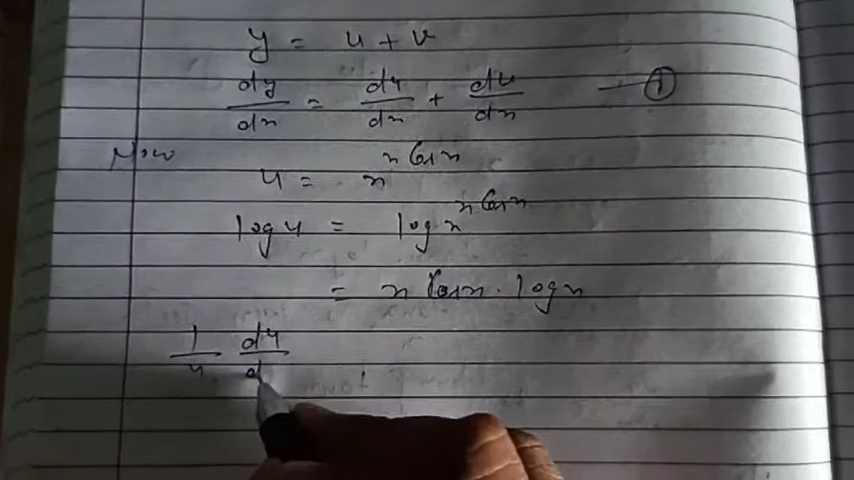 y = u + v
dy/dx = du/dx + dv/dx —— ①
Now
u = x^(x cos x)
log u = log x^(x cos x)
= x cos x . log x
1/u du/d